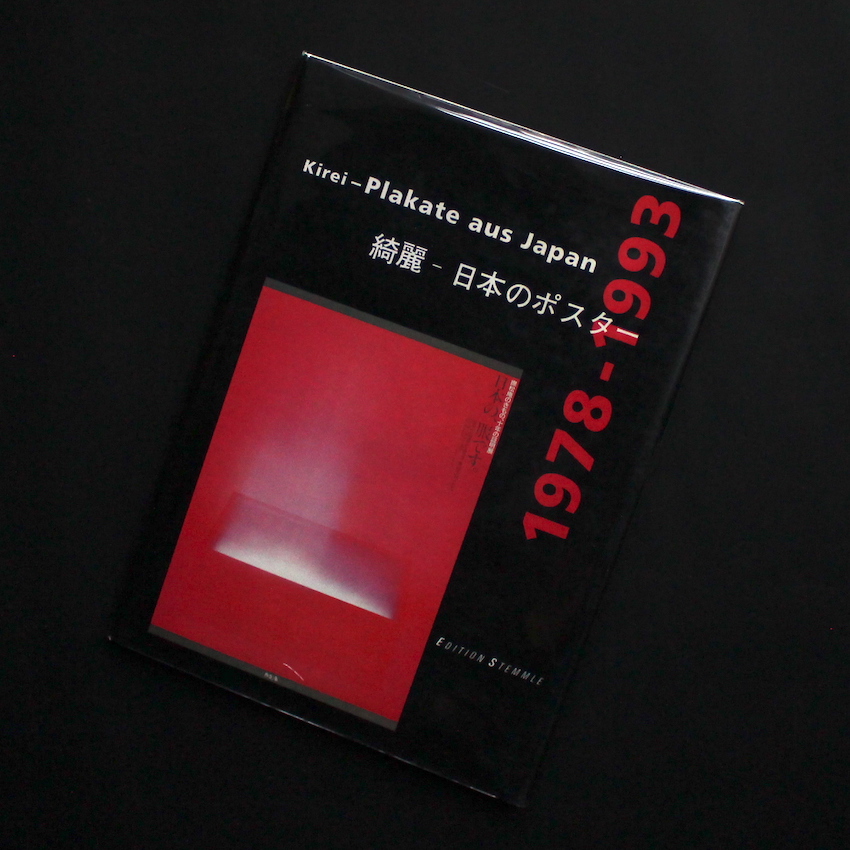 Kirei – Plakate aus Japan
綺麗 - 日本のポスター
1978 - 1993
EDITION STEMMLE